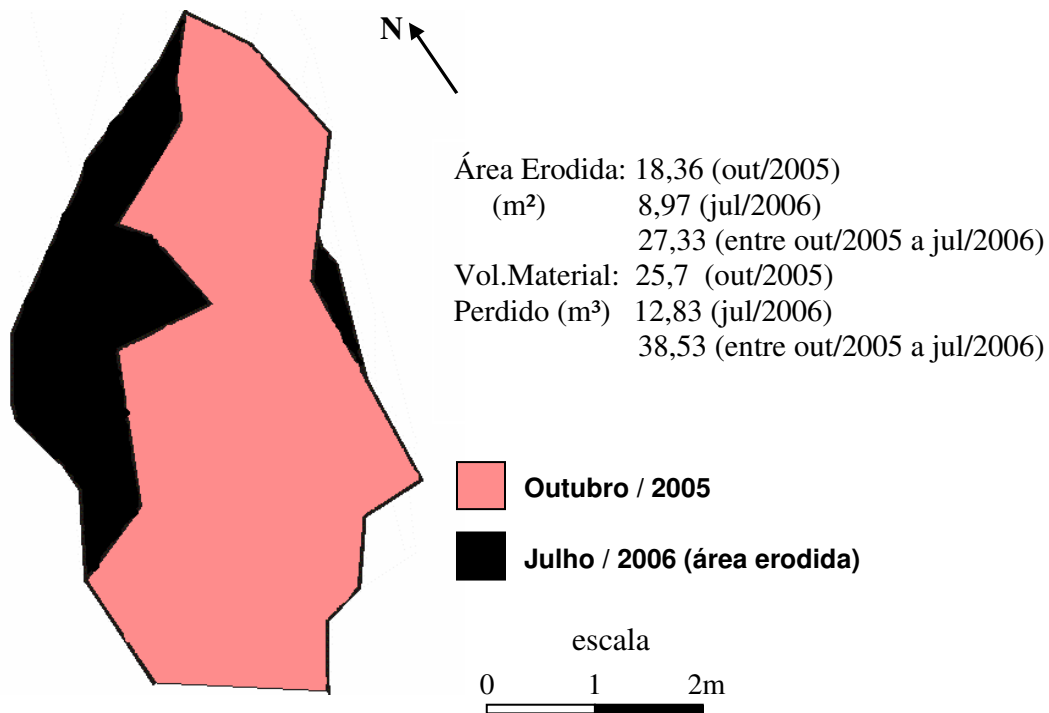 N
Área Erodida: 18,36 (out/2005)
(m²) 8,97 (jul/2006)
27,33 (entre out/2005 a jul/2006)
Vol.Material: 25,7 (out/2005)
Perdido (m³) 12,83 (jul/2006)
38,53 (entre out/2005 a jul/2006)
Outubro / 2005
Julho / 2006 (área erodida)
escala
0 1 2m